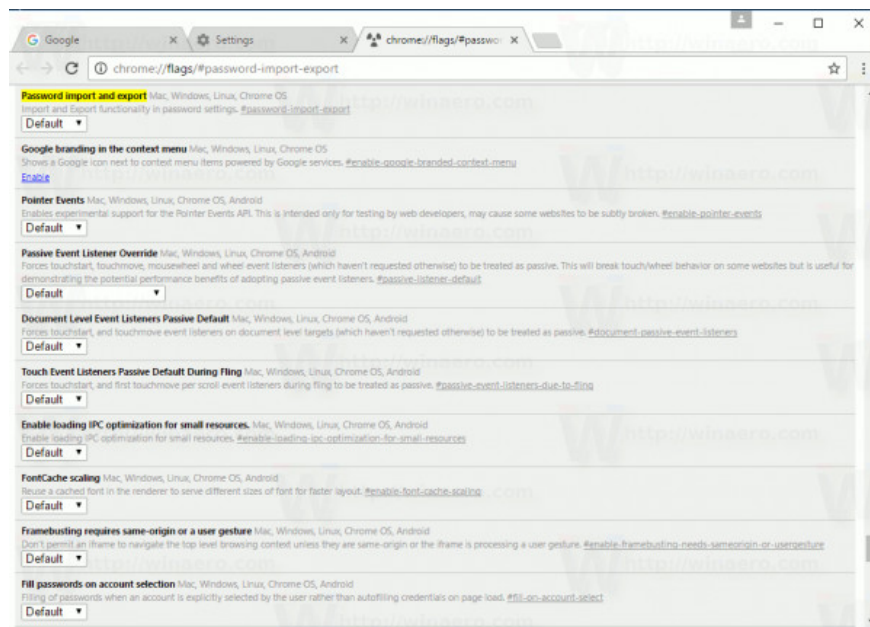 Google
Settings
chrome://flags/#passwor
chrome://flags/#password-import-export
Password import and export Mac, Windows, Linux, Chrome OS
Import and Export functionality in password settings. #password-import-export
Default
Google branding in the context menu Mac, Windows, Linux, Chrome OS
Shows a Google icon next to context menu items powered by Google services. #enable-google-branded-context-menu
Enable
Pointer Events Mac, Windows, Linux, Chrome OS, Android
Enables experimental support for the Pointer Events API. This is intended only for testing by web developers, may cause some websites to be subtly broken. #enable-pointer-events
Default
Passive Event Listener Override Mac, Windows, Linux, Chrome OS, Android
Forces touchstart, touchmove, mousewheel and wheel event listeners (which haven't requested otherwise) to be treated as passive. This will break touch/wheel behavior on some websites but is useful for
demonstrating the potential performance benefits of adopting passive event listeners. #passive-listener-default
Default
Document Level Event Listeners Passive Default Mac, Windows, Linux, Chrome OS, Android
Forces touchstart, and touchmove event listeners on document level targets (which haven't requested otherwise) to be treated as passive. #document-passive-event-listeners
Default
Touch Event Listeners Passive Default During Fling Mac, Windows, Linux, Chrome OS, Android
Forces touchstart, and first touchmove per scroll event listeners during fling to be treated as passive. #passive-event-listeners-due-to-fling
Default
Enable loading IPC optimization for small resources. Mac, Windows, Linux, Chrome OS, Android
Enable loading IPC optimization for small resources. #enable-loading-ipc-optimization-for-small-resources
Default
FontCache scaling Mac, Windows, Linux, Chrome OS, Android
Reuse a cached font in the renderer to serve different sizes of font for faster layout. #enable-font-cache-scaling
Default
Framebusting requires same-origin or a user gesture Mac, Windows, Linux, Chrome OS, Android
Don't permit an iframe to navigate the top level browsing context unless they are same-origin or the iframe is processing a user gesture. #enable-framebusting-needs-sameorigin-or-usergesture
Default
Fill passwords on account selection Mac, Windows, Linux, Chrome OS, Android
Filling of passwords when an account is explicitly selected by the user rather than autofilling credentials on page load. #fill-on-account-select
Default
http://winaero.com